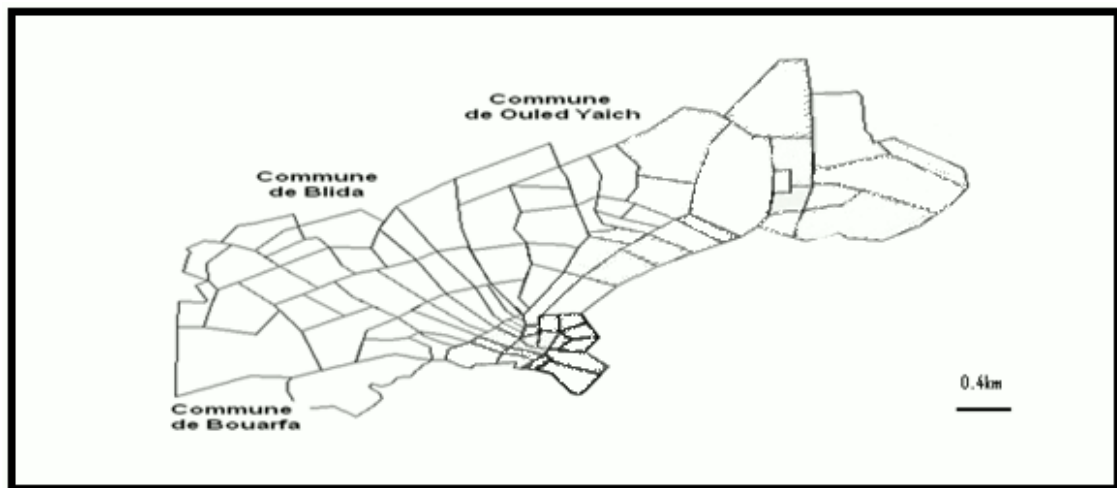 Commune
de Ouled Yaich
Commune
de Blida
0.4km
Commune
de Bouarfa